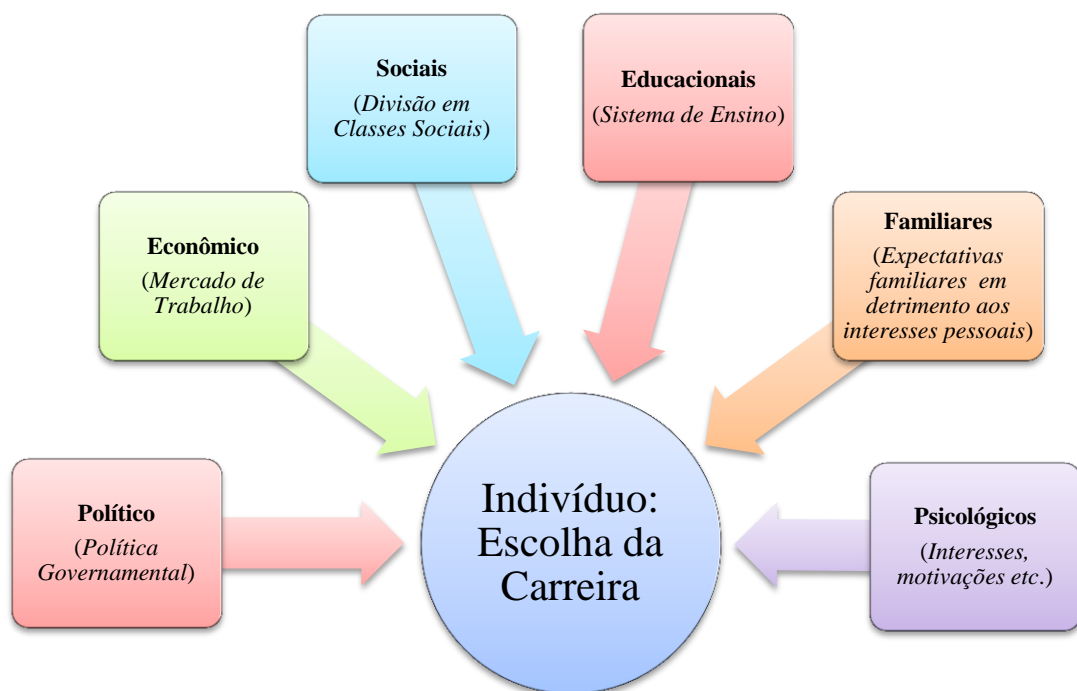 Sociais
(Divisão em
Classes Sociais)
Educacionais
(Sistema de Ensino)
Econômico
(Mercado de
Trabalho)
Familiares
(Expectativas
familiares em
detrimento aos
interesses pessoais)
Político
(Política
Governamental)
Indivíduo:
Escolha da
Carreira
Psicológicos
(Interesses,
motivações etc.)